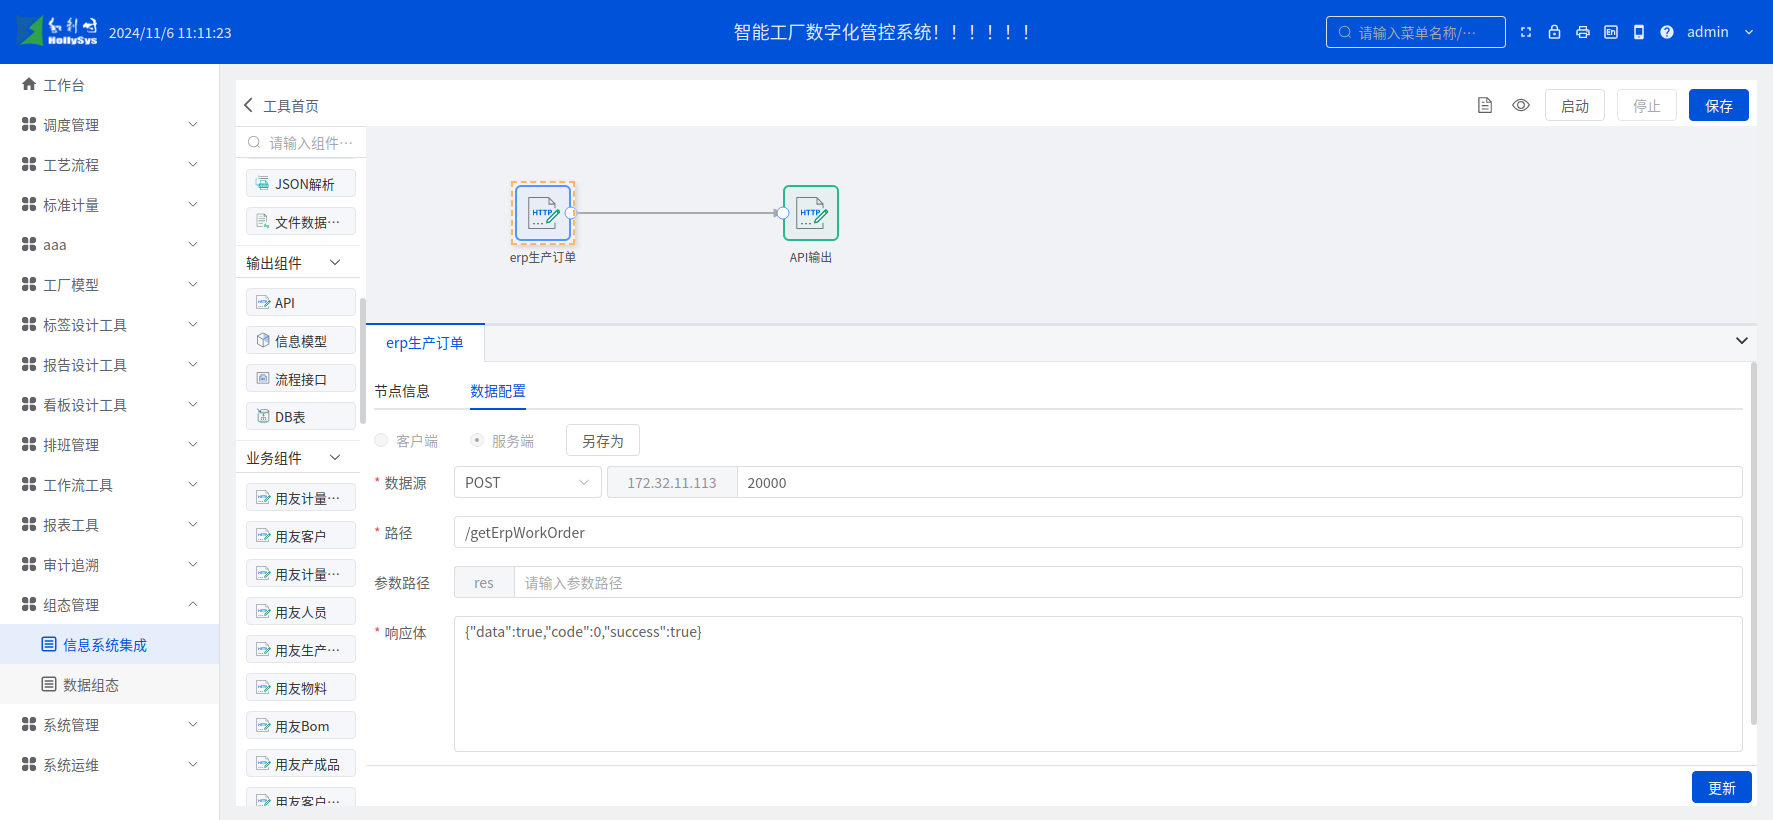 和利时
HollySys
2024/11/6 11:11:23
智能工厂数字化管控系统！！！！！！
请输入菜单名称/…
En
admin
工作台
调度管理
工艺流程
标准计量
aaa
工厂模型
标签设计工具
报告设计工具
看板设计工具
排班管理
工作流工具
报表工具
审计追溯
组态管理
信息系统集成
数据组态
系统管理
系统运维
工具首页
启动
停止
保存
请输入组件…
JSON解析
文件数据…
输出组件
API
信息模型
流程接口
DB表
业务组件
用友计量…
用友客户
用友计量…
用友人员
用友生产…
用友物料
用友Bom
用友产成品
用友客户…
HTTP
erp生产订单
HTTP
API输出
erp生产订单
节点信息
数据配置
客户端
服务端
另存为
* 数据源
POST
172.32.11.113
20000
* 路径
/getErpWorkOrder
参数路径
res
请输入参数路径
* 响应体
{"data":true,"code":0,"success":true}
更新